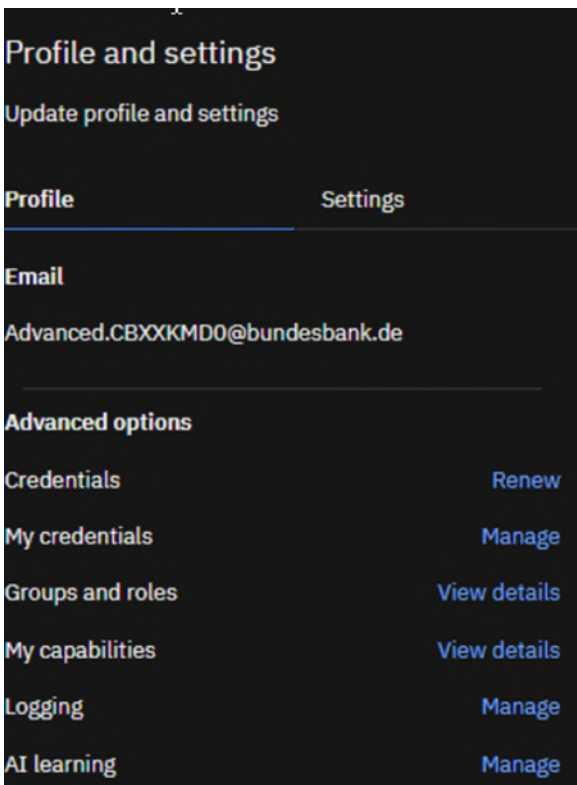 Profile and settings
Update profile and settings
Profile Settings
Email
Advanced.CBXXKMD0@bundesbank.de
Advanced options
Credentials Renew
My credentials Manage
Groups and roles View details
My capabilities View details
Logging Manage
AI learning Manage